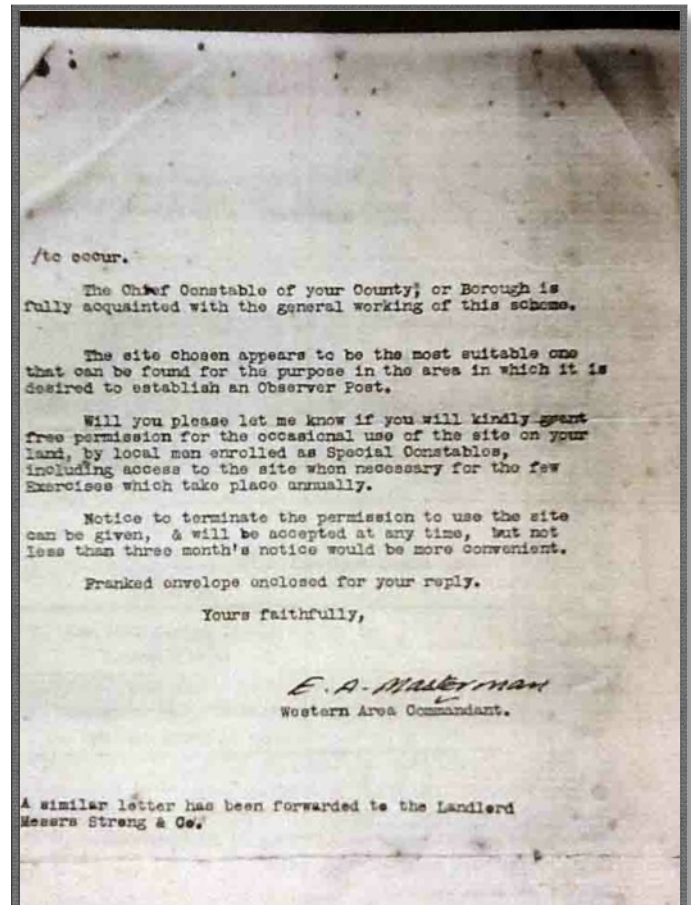 /to occur.
The Chief Constable of your County; or Borough is
fully acquainted with the general working of this scheme.
The site chosen appears to be the most suitable one
that can be found for the purpose in the area in which it is
desired to establish an Observer Post.
Will you please let me know if you will kindly grant
free permission for the occasional use of the site on your
land, by local men enrolled as Special Constables,
including access to the site when necessary for the few
Exercises which take place annually.
Notice to terminate the permission to use the site
can be given, & will be accepted at any time, but not
less than three month's notice would be more convenient.
Franked envelope enclosed for your reply.
Yours faithfully,
E. A. Masterman
Western Area Commandant.
A similar letter has been forwarded to the Landlord
Messrs Strong & Co.